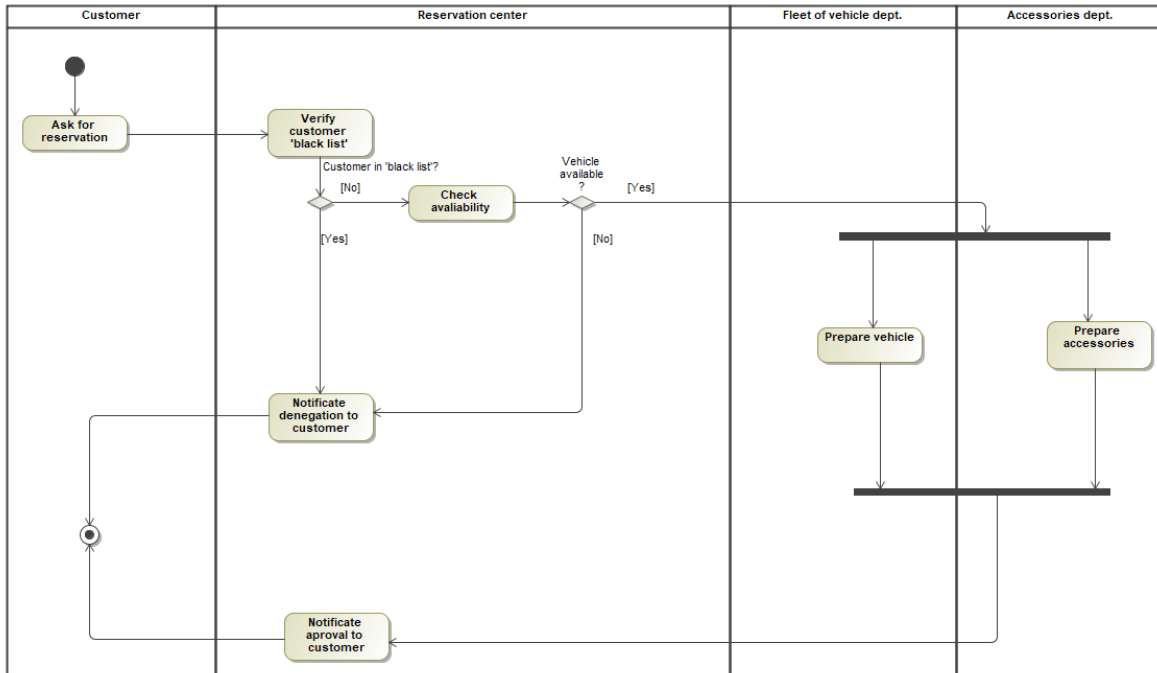 Customer
Reservation center
Fleet of vehicle dept.
Accessories dept.
Ask for
reservation
Verify
customer
'black list'
Customer in 'black list'?
[No]
[Yes]
Check
avaliability
Vehicle
available
?
[Yes]
[No]
Prepare vehicle
Prepare
accessories
Notificate
denegation to
customer
Notificate
aproval to
customer